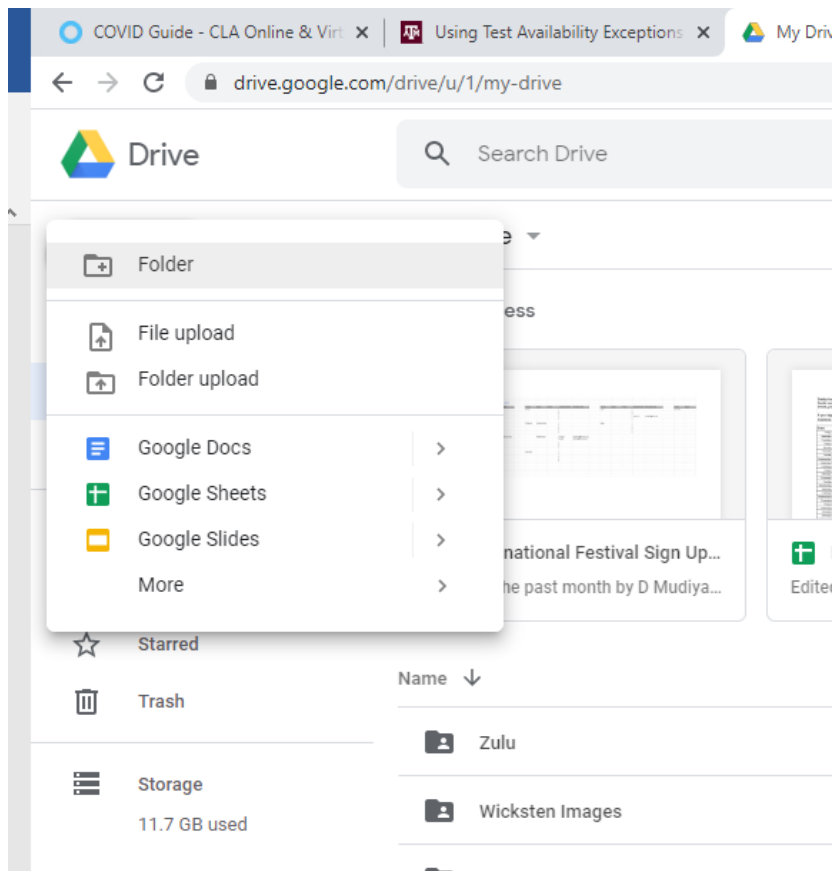 COVID Guide - CLA Online & Virt
Using Test Availability Exceptions
My Driv
drive.google.com/drive/u/1/my-drive
Drive
Search Drive
Folder
File upload
Folder upload
Google Docs
Google Sheets
Google Slides
More
e
ess
national Festival Sign Up...
he past month by D Mudiya...
Edited
Starred
Trash
Storage
11.7 GB used
Name
Zulu
Wicksten Images